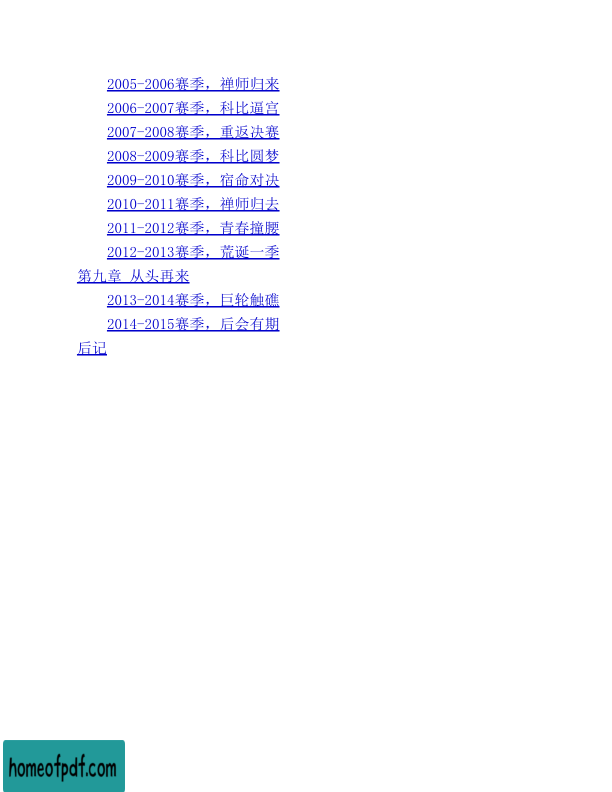 2005-2006赛季，禅师归来
2006-2007赛季，科比逼宫
2007-2008赛季，重返决赛
2008-2009赛季，科比圆梦
2009-2010赛季，宿命对决
2010-2011赛季，禅师归去
2011-2012赛季，青春撞腰
2012-2013赛季，荒诞一季
第九章 从头再来
2013-2014赛季，巨轮触礁
2014-2015赛季，后会有期
后记
homeofpdf.com